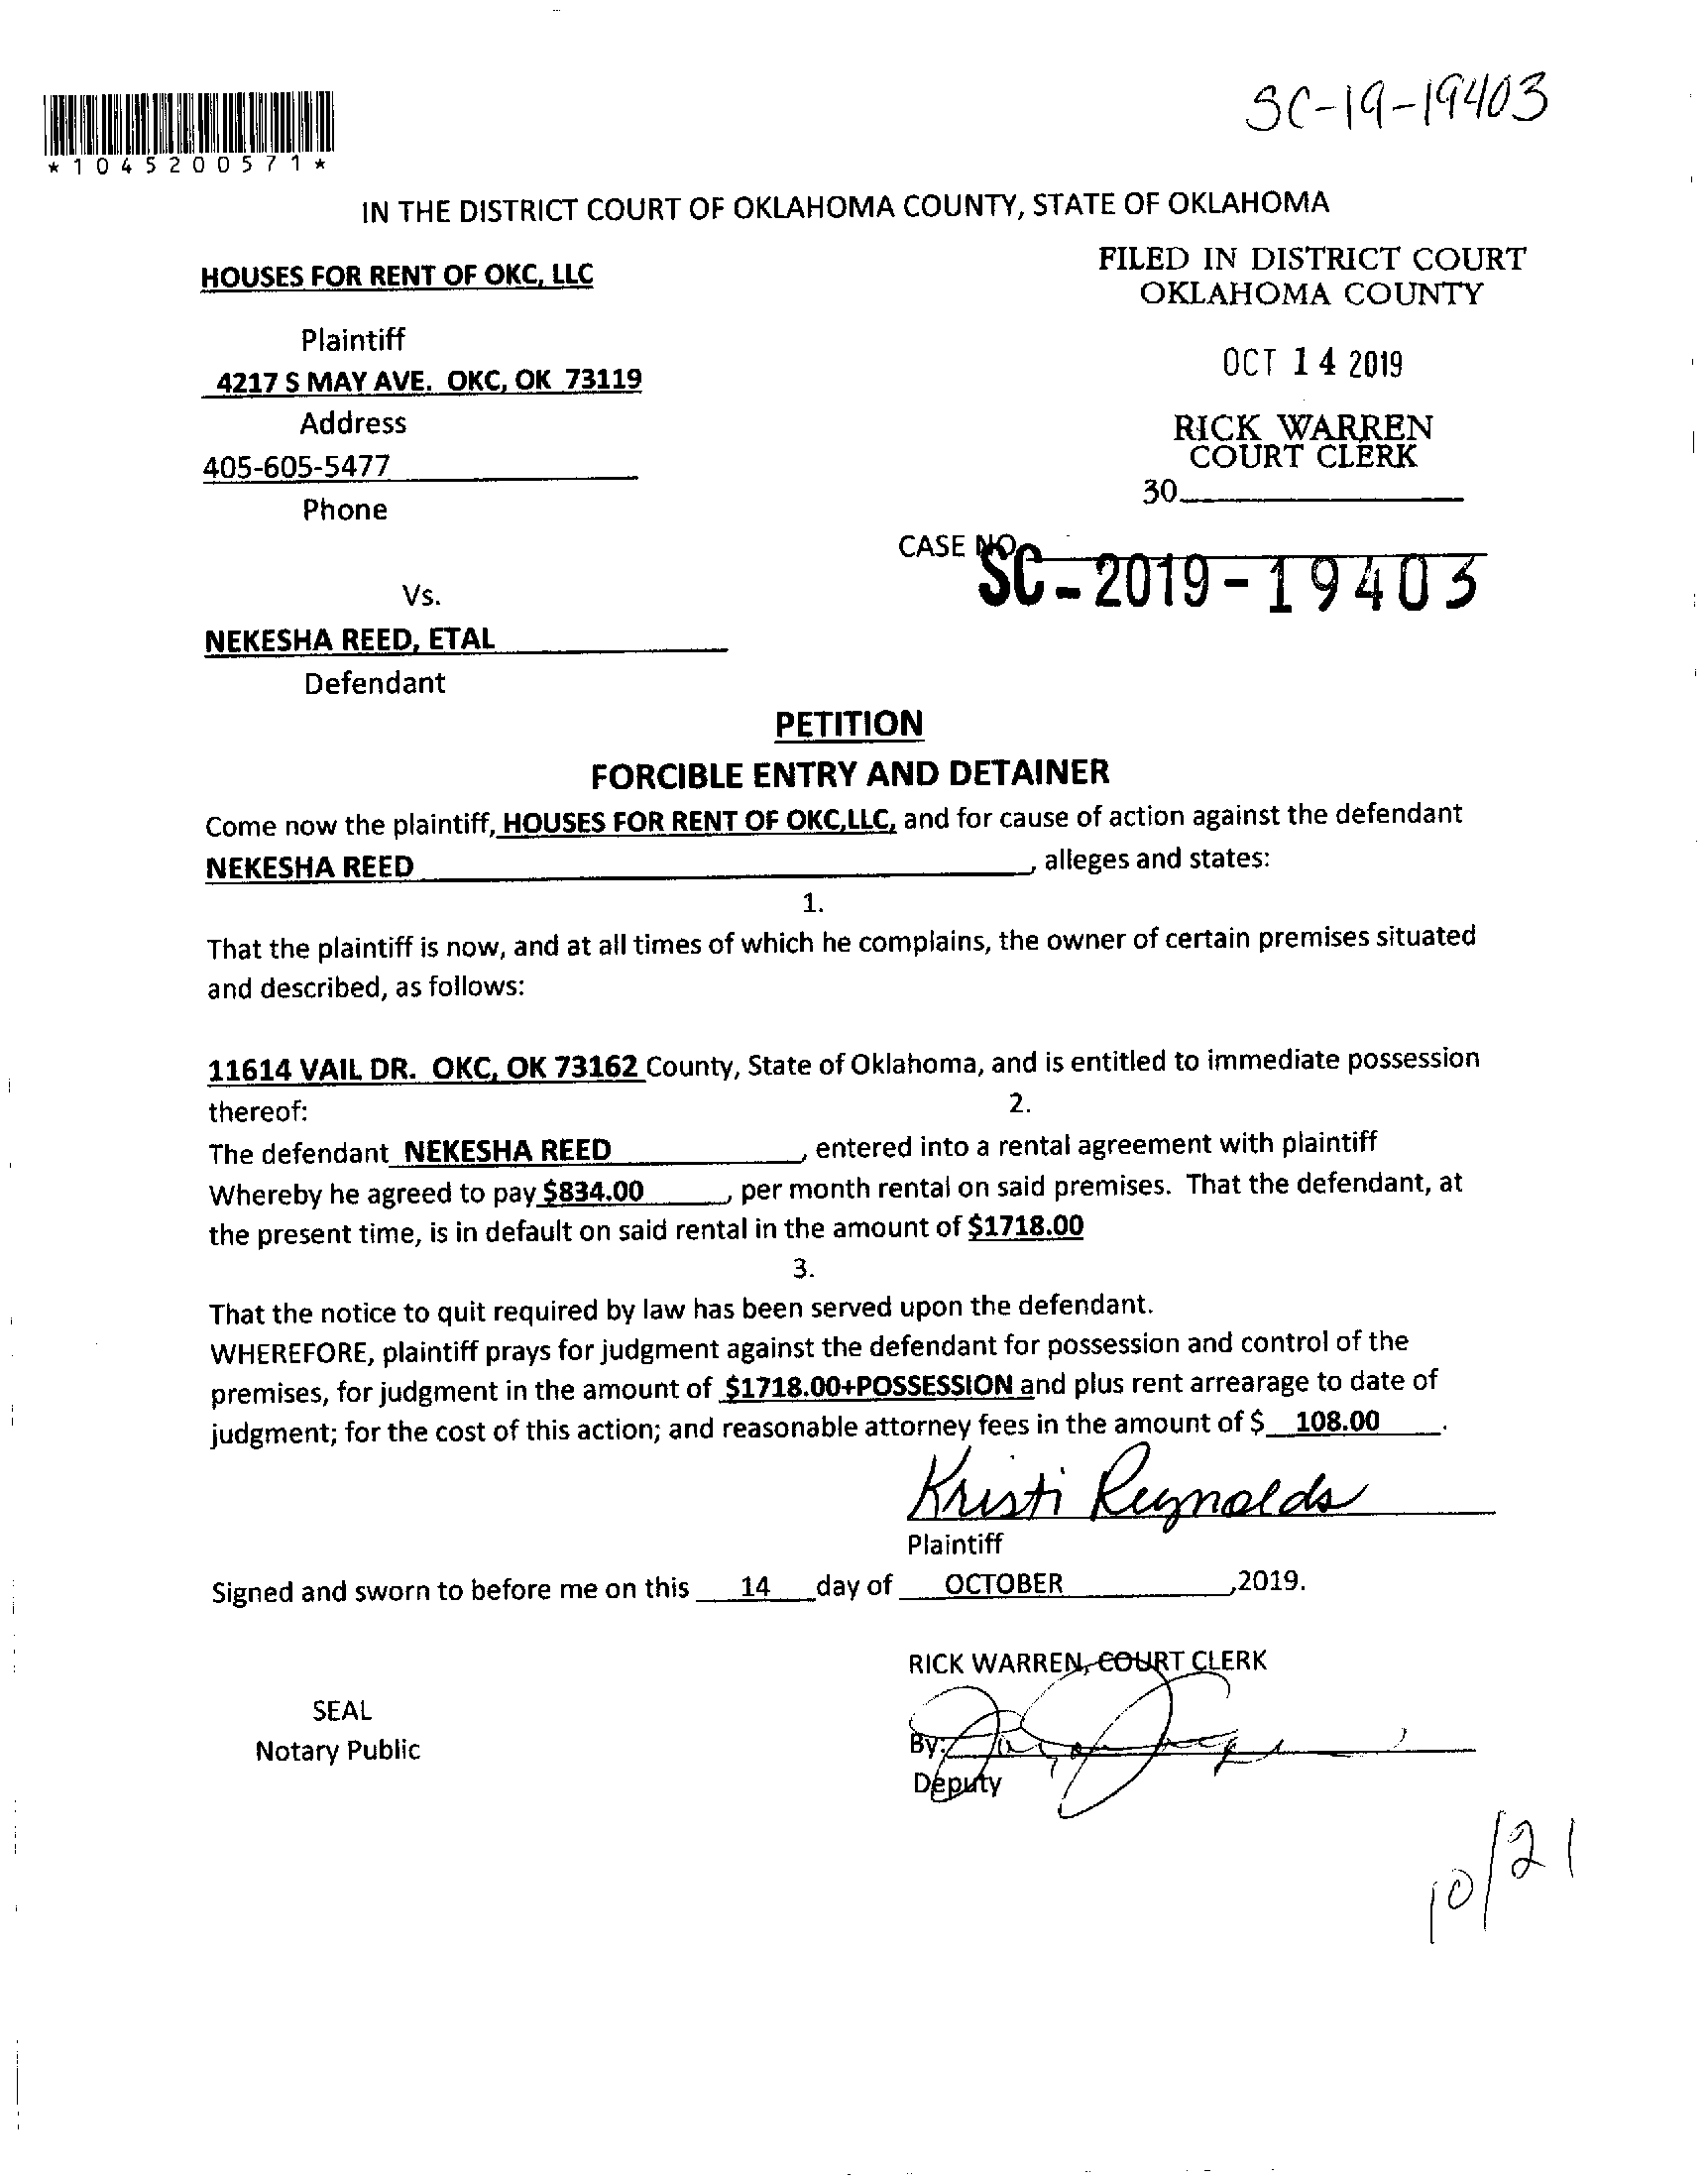 SC-19-19403
*1045200571*
IN THE DISTRICT COURT OF OKLAHOMA COUNTY, STATE OF OKLAHOMA
HOUSES FOR RENT OF OKC, LLC
FILED IN DISTRICT COURT
OKLAHOMA COUNTY
Plaintiff
OCT 14 2019
4217 S MAY AVE. OKC, OK 73119
Address
RICK WARREN
COURT CLERK
405-605-5477
30
Phone
CASE NO.
SC-2019-19403
Vs.
NEKESHA REED, ETAL
Defendant
PETITION
FORCIBLE ENTRY AND DETAINER
Come now the plaintiff, HOUSES FOR RENT OF OKC,LLC, and for cause of action against the defendant
NEKESHA REED, alleges and states:
1.
That the plaintiff is now, and at all times of which he complains, the owner of certain premises situated
and described, as follows:
11614 VAIL DR. OKC, OK 73162 County, State of Oklahoma, and is entitled to immediate possession
thereof: 2.
The defendant NEKESHA REED, entered into a rental agreement with plaintiff
Whereby he agreed to pay $834.00, per month rental on said premises. That the defendant, at
the present time, is in default on said rental in the amount of $1718.00
3.
That the notice to quit required by law has been served upon the defendant.
WHEREFORE, plaintiff prays for judgment against the defendant for possession and control of the
premises, for judgment in the amount of $1718.00+POSSESSION and plus rent arrearage to date of
judgment; for the cost of this action; and reasonable attorney fees in the amount of $ 108.00.
Kristi Reynolds
Plaintiff
Signed and sworn to before me on this 14 day of OCTOBER,2019.
RICK WARREN, COURT CLERK
SEAL
Notary Public
By:
Deputy
10/21